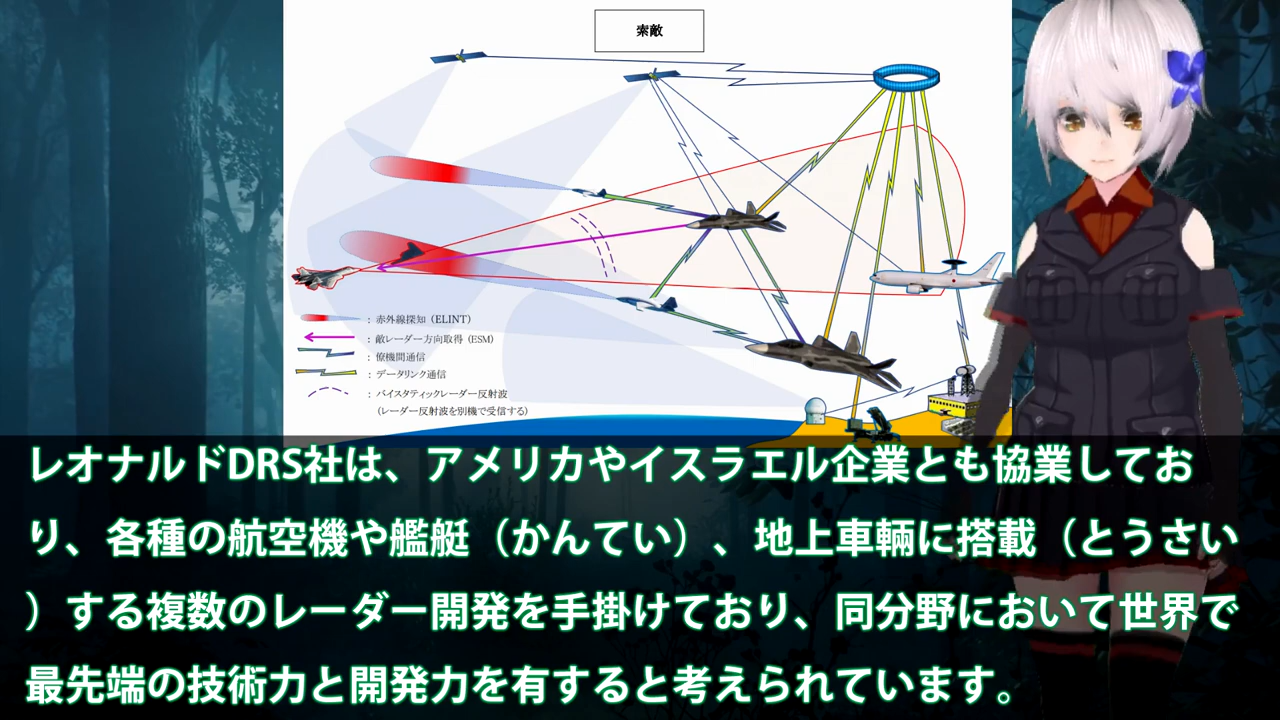 索敵
：赤外線探知（ELINT）
：敵レーダー方向取得（ESM）
：僚機間通信
：データリンク通信
：バイスタティックレーダー反射波
（レーダー反射波を別機で受信する）
レオナルドDRS社は、アメリカやイスラエル企業とも協業してお
り、各種の航空機や艦艇（かんてい）、地上車輛に搭載（とうさい
）する複数のレーダー開発を手掛けており、同分野において世界で
最先端の技術力と開発力を有すると考えられています。